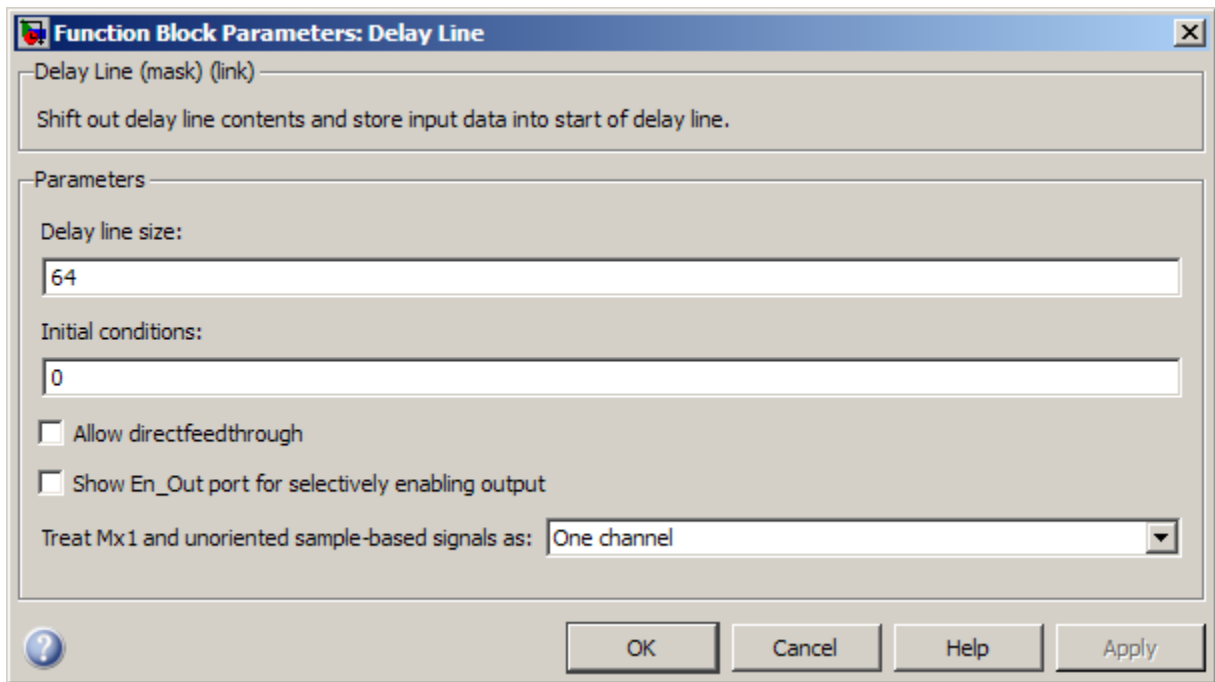 Function Block Parameters: Delay Line
Delay Line (mask) (link)
Shift out delay line contents and store input data into start of delay line.
Parameters
Delay line size:
64
Initial conditions:
0
Allow directfeedthrough
Show En_Out port for selectively enabling output
Treat Mx1 and unoriented sample-based signals as: One channel
? OK Cancel Help Apply